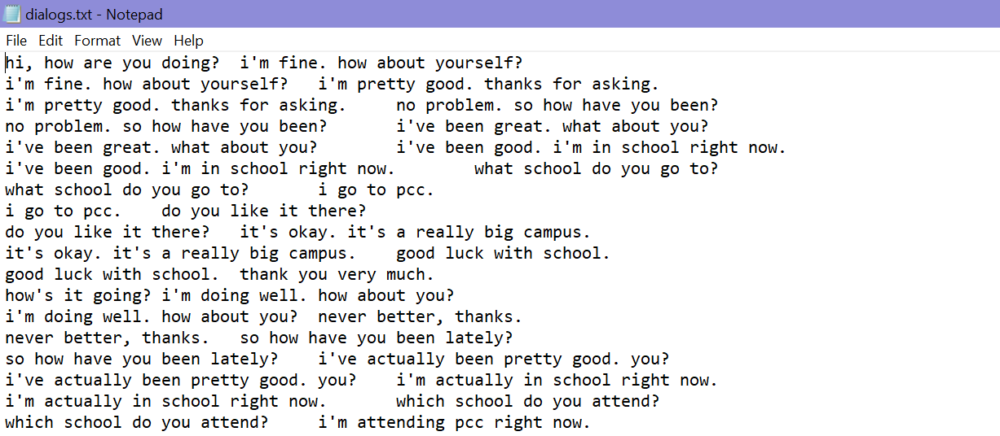 dialogs.txt - Notepad
File Edit Format View Help
hi, how are you doing?	i'm fine. how about yourself?
i'm fine. how about yourself?	i'm pretty good. thanks for asking.
i'm pretty good. thanks for asking.	no problem. so how have you been?
no problem. so how have you been?	i've been great. what about you?
i've been great. what about you?	i've been good. i'm in school right now.
i've been good. i'm in school right now.	what school do you go to?
what school do you go to?	i go to pcc.
i go to pcc.	do you like it there?
do you like it there?	it's okay. it's a really big campus.
it's okay. it's a really big campus.	good luck with school.
good luck with school.	thank you very much.
how's it going?	i'm doing well. how about you?
i'm doing well. how about you?	never better, thanks.
never better, thanks.	so how have you been lately?
so how have you been lately?	i've actually been pretty good. you?
i've actually been pretty good. you?	i'm actually in school right now.
i'm actually in school right now.	which school do you attend?
which school do you attend?	i'm attending pcc right now.